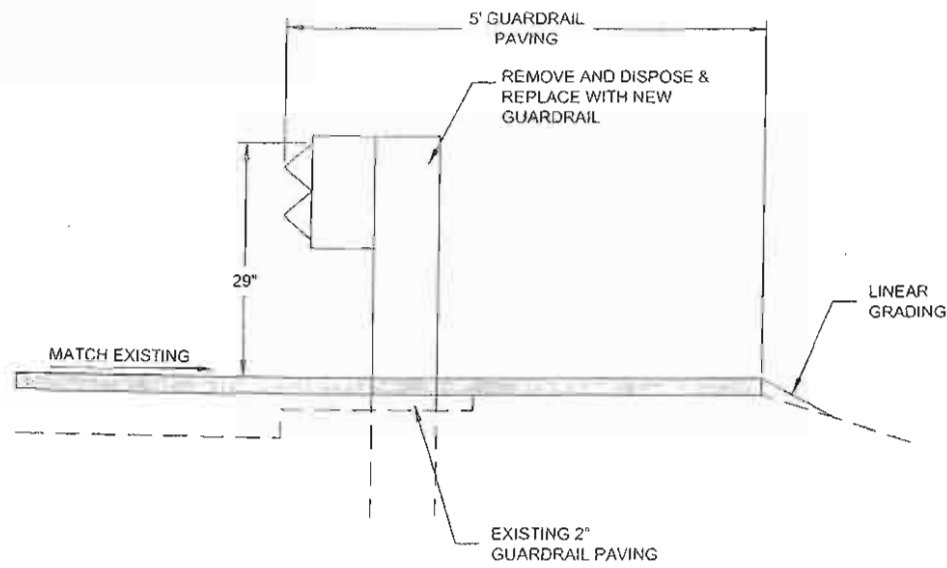 5' GUARDRAIL
PAVING
REMOVE AND DISPOSE &
REPLACE WITH NEW
GUARDRAIL
29"
LINEAR
GRADING
MATCH EXISTING
EXISTING 2"
GUARDRAIL PAVING